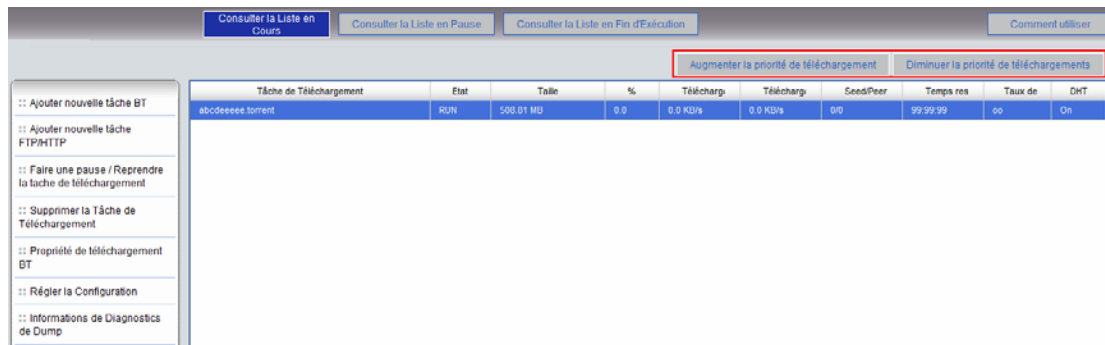 Consulter la Liste en
Cours
Consulter la Liste en Pause
Consulter la Liste en Fin d'Exécution
Comment utiliser
Augmenter la priorité de téléchargement
Diminuer la priorité de téléchargements
:: Ajouter nouvelle tâche BT
:: Ajouter nouvelle tâche
FTP/HTTP
:: Faire une pause / Reprendre
la tache de téléchargement
:: Supprimer la Tâche de
Téléchargement
:: Propriété de téléchargement
BT
:: Régler la Configuration
:: Informations de Diagnostics
de Dump
Tâche de Téléchargement Etat Taille % Télécharge Télécharge Seed/Peer Temps res Taux de DHT
abcdeeeee.torrent RUN 508.01 MB 0.0 0.0 KB/s 0.0 KB/s 0/0 99:99:99 oo On